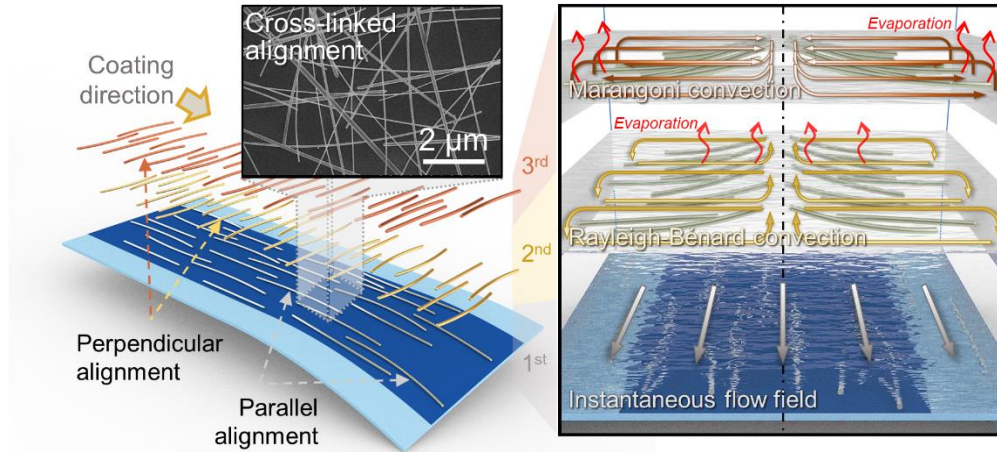 Cross-linked
alignment
2 μm
Coating
direction
3rd
2nd
1st
Perpendicular
alignment
Parallel
alignment
Evaporation
Marangoni convection
Evaporation
Rayleigh-Bénard convection
Instantaneous flow field